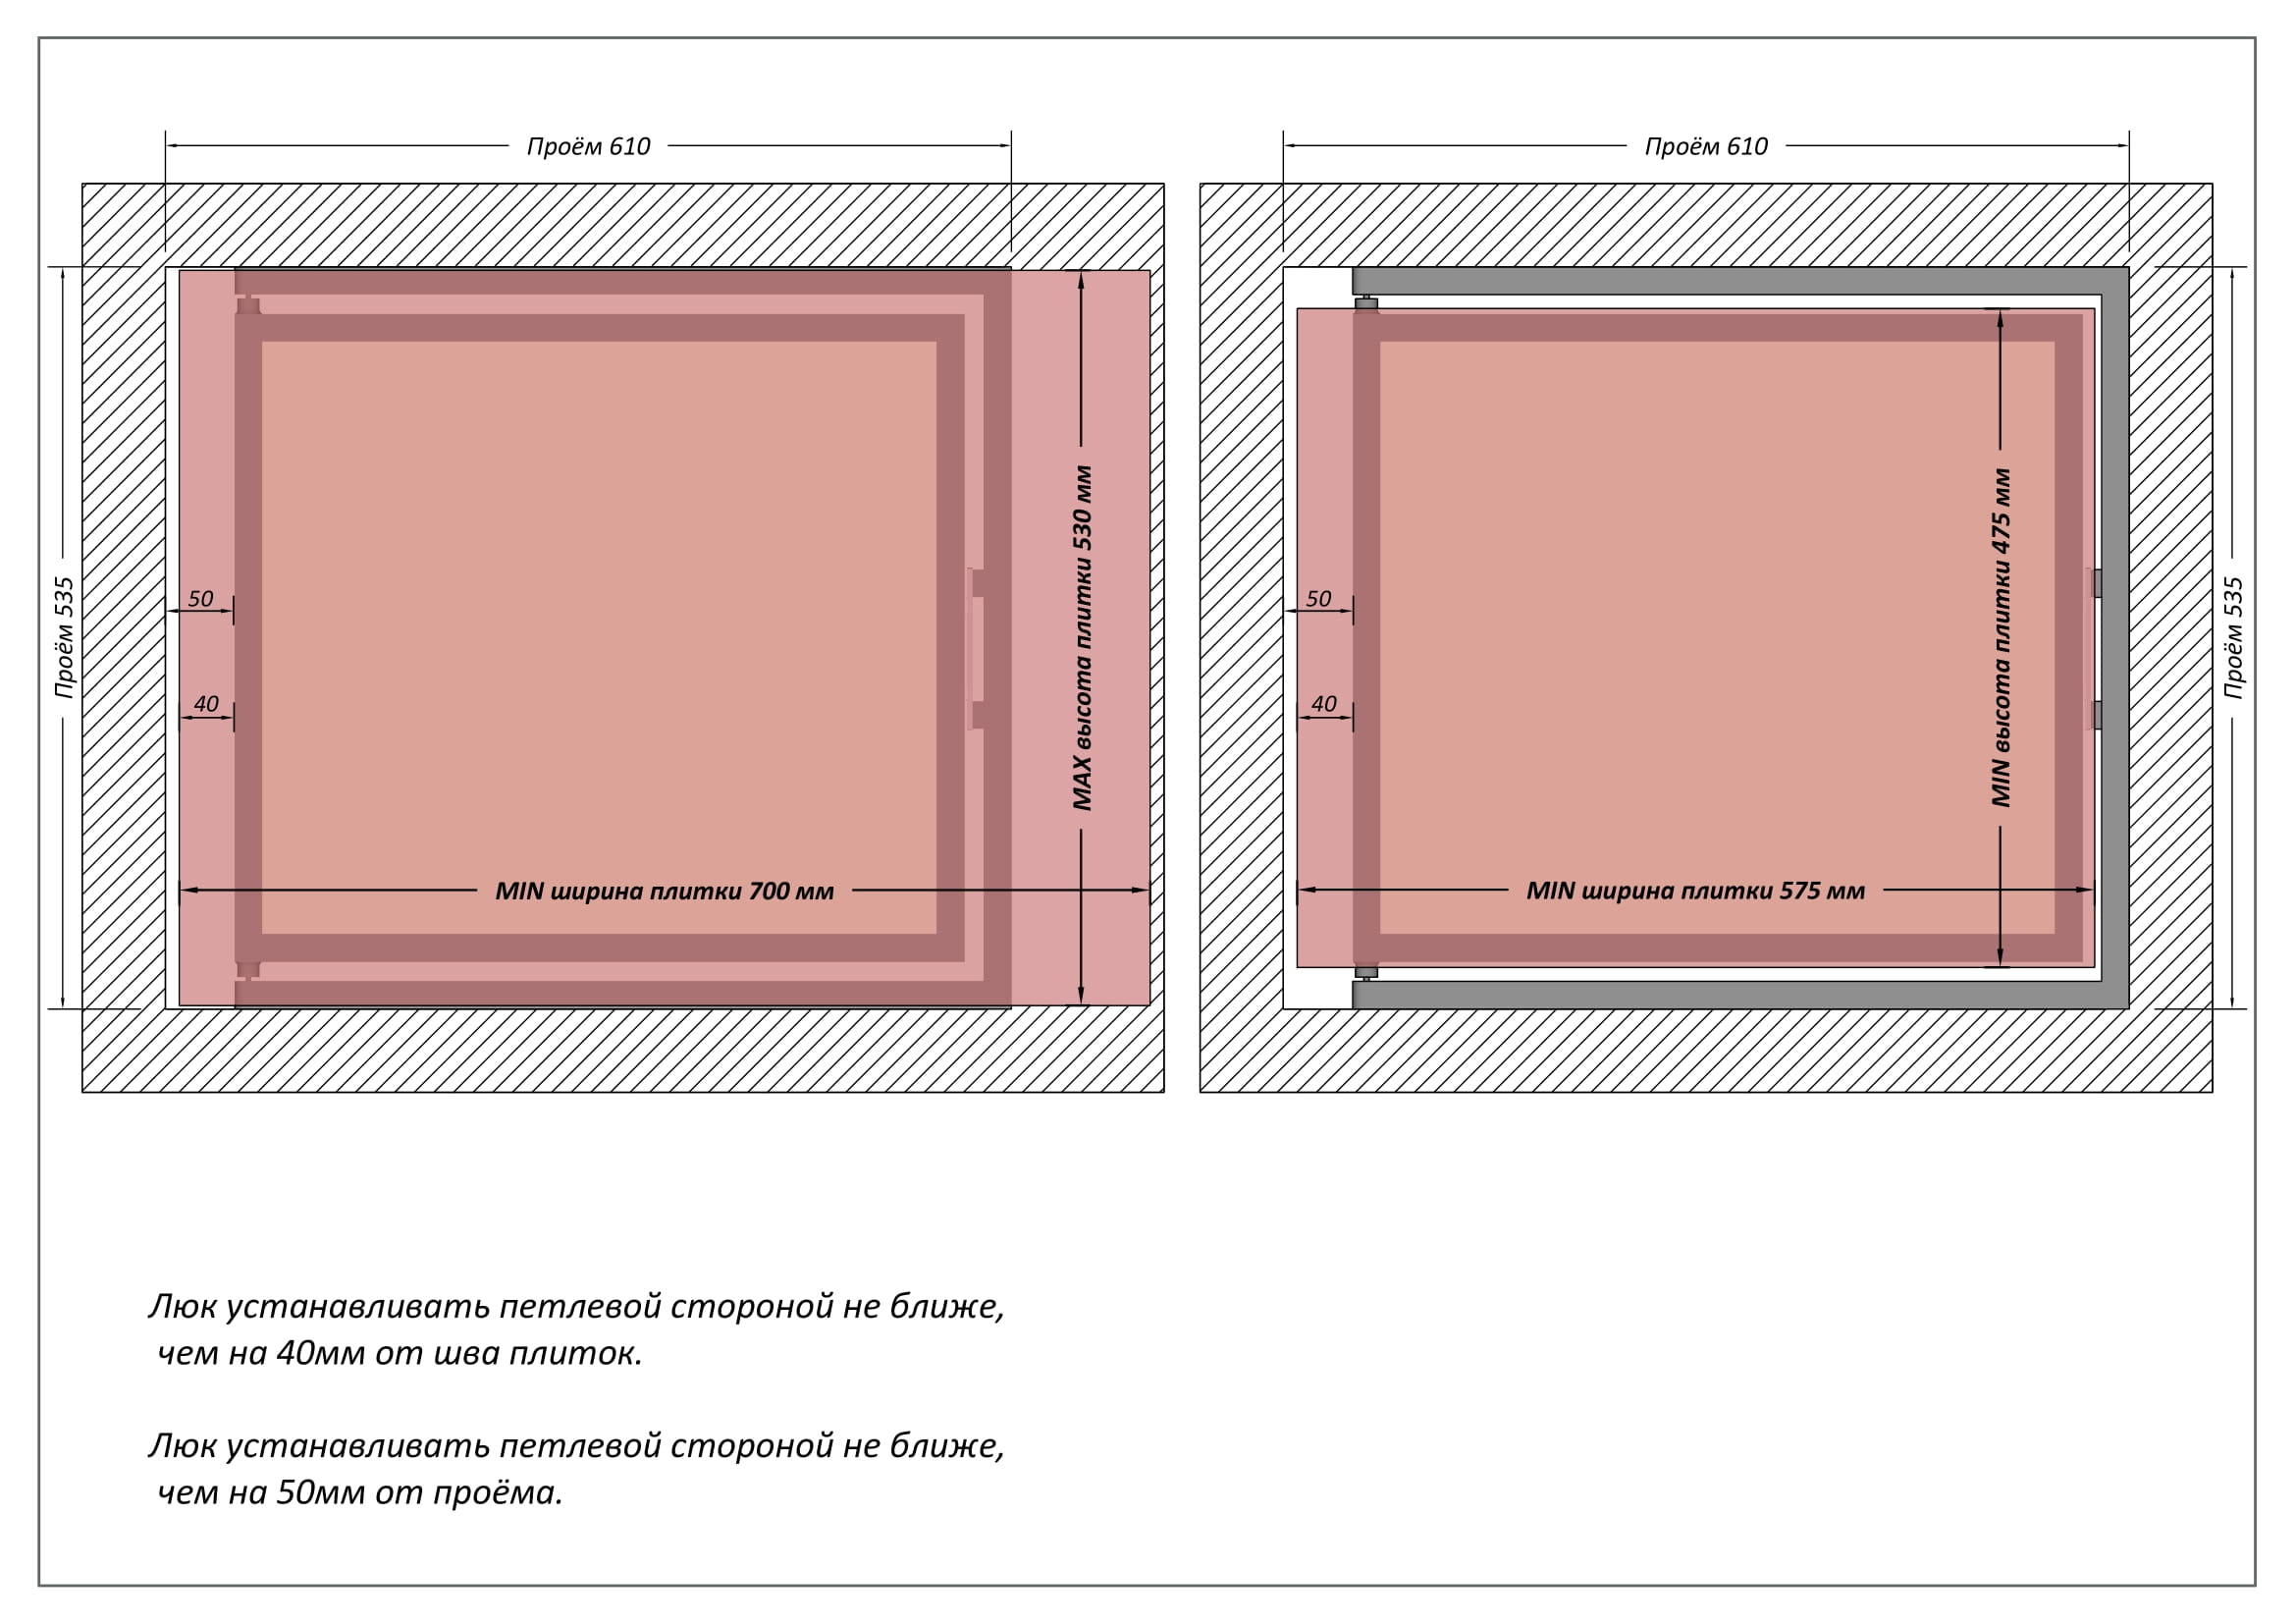 Проём 610
Проём 610
Проём 535
50
40
MAX высота плитки 530 мм
MIN ширина плитки 700 мм
50
40
MIN высота плитки 475 мм
MIN ширина плитки 575 мм
Проём 535
Люк устанавливать петлевой стороной не ближе,
чем на 40мм от шва плиток.
Люк устанавливать петлевой стороной не ближе,
чем на 50мм от проёма.